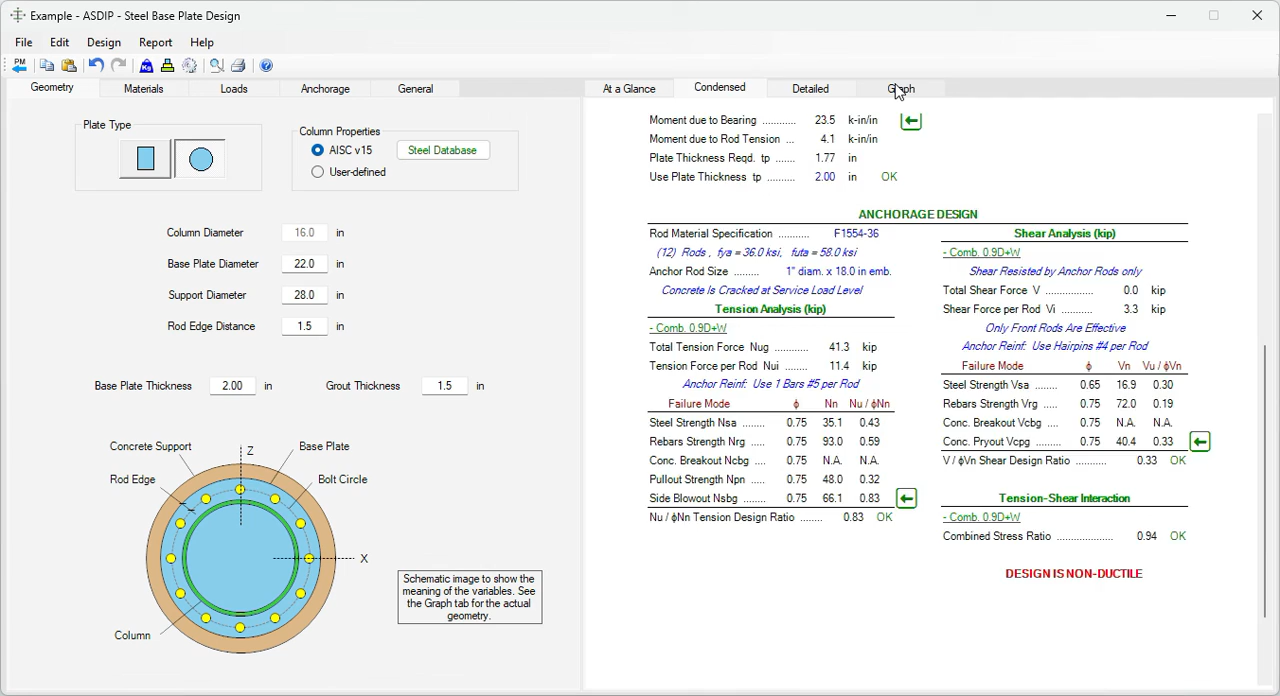 Example - ASDIP - Steel Base Plate Design
File Edit Design Report Help
PM
Kg
Geometry Materials Loads Anchorage General
At a Glance Condensed Detailed Graph
Plate Type
Column Properties
AISC v15 Steel Database
User-defined
Column Diameter 16.0 in
Base Plate Diameter 22.0 in
Support Diameter 28.0 in
Rod Edge Distance 1.5 in
Base Plate Thickness 2.00 in Grout Thickness 1.5 in
Concrete Support
Z
Base Plate
Rod Edge
Bolt Circle
X
Column
Schematic image to show the
meaning of the variables. See
the Graph tab for the actual
geometry.
Moment due to Bearing ............ 23.5 k-in/in
Moment due to Rod Tension ... 4.1 k-in/in
Plate Thickness Reqd. tp ....... 1.77 in
Use Plate Thickness tp .......... 2.00 in OK
ANCHORAGE DESIGN
Rod Material Specification ........... F1554-36
(12) Rods , fya = 36.0 ksi, futa = 58.0 ksi
Anchor Rod Size ........ 1" diam. x 18.0 in emb.
Concrete Is Cracked at Service Load Level
Tension Analysis (kip)
- Comb. 0.9D+W
Total Tension Force Nug ............ 41.3 kip
Tension Force per Rod Nui ........ 11.4 kip
Anchor Reinf: Use 1 Bars #5 per Rod
Failure Mode ϕ Nn Nu / ϕNn
Steel Strength Nsa ........ 0.75 35.1 0.43
Rebars Strength Nrg ..... 0.75 93.0 0.59
Conc. Breakout Ncbg .... 0.75 N.A. N.A.
Pullout Strength Npn ..... 0.75 48.0 0.32
Side Blowout Nsbg ........ 0.75 66.1 0.83
Nu / ϕNn Tension Design Ratio ........ 0.83 OK
Shear Analysis (kip)
- Comb. 0.9D+W
Shear Resisted by Anchor Rods only
Total Shear Force V ................. 0.0 kip
Shear Force per Rod Vi ........... 3.3 kip
Only Front Rods Are Effective
Anchor Reinf: Use Hairpins #4 per Rod
Failure Mode ϕ Vn Vu / ϕVn
Steel Strength Vsa ........ 0.65 16.9 0.30
Rebars Strength Vrg ..... 0.75 72.0 0.19
Conc. Breakout Vcbg .... 0.75 N.A. N.A.
Conc. Pryout Vcpg ......... 0.75 40.4 0.33
V / ϕVn Shear Design Ratio ........... 0.33 OK
Tension-Shear Interaction
- Comb. 0.9D+W
Combined Stress Ratio .................... 0.94 OK
DESIGN IS NON-DUCTILE